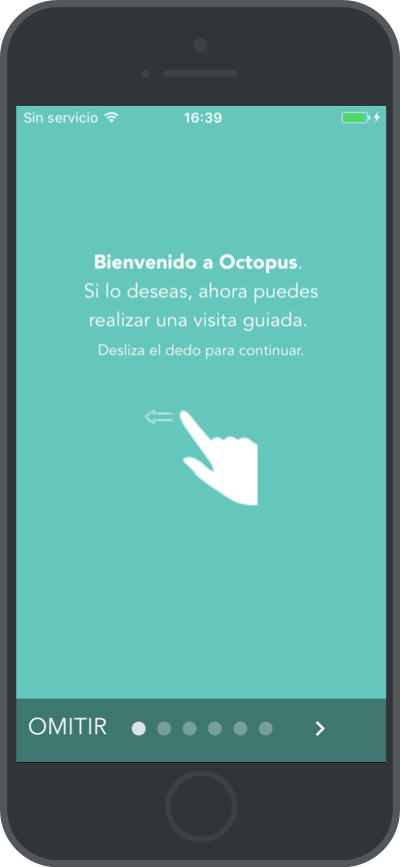 Sin servicio 16:39
Bienvenido a Octopus.
Si lo deseas, ahora puedes
realizar una visita guiada.
Desliza el dedo para continuar.
OMITIR